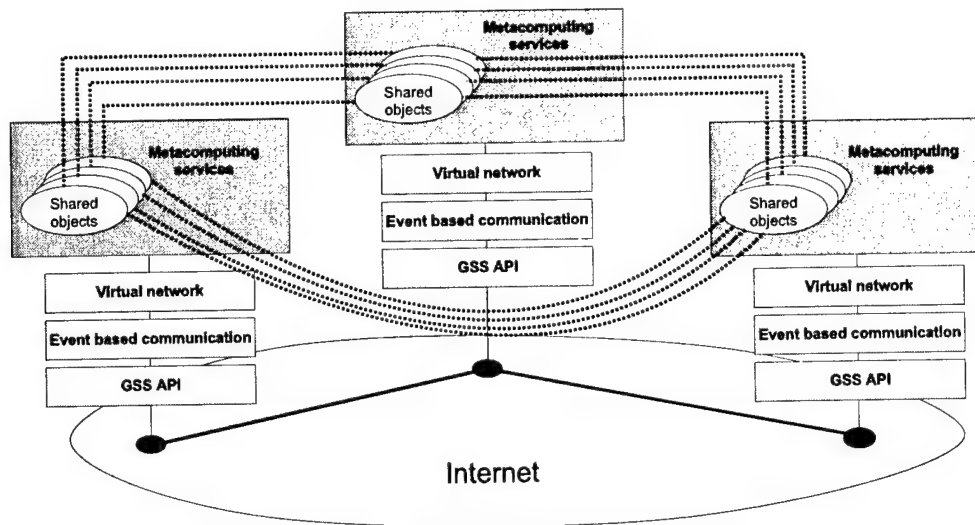 Metacomputing
services
Shared
objects
Virtual network
Event based communication
GSS API
Metacomputing
services
Shared
objects
Virtual network
Event based communication
GSS API
Metacomputing
services
Shared
objects
Virtual network
Event based communication
GSS API
Internet